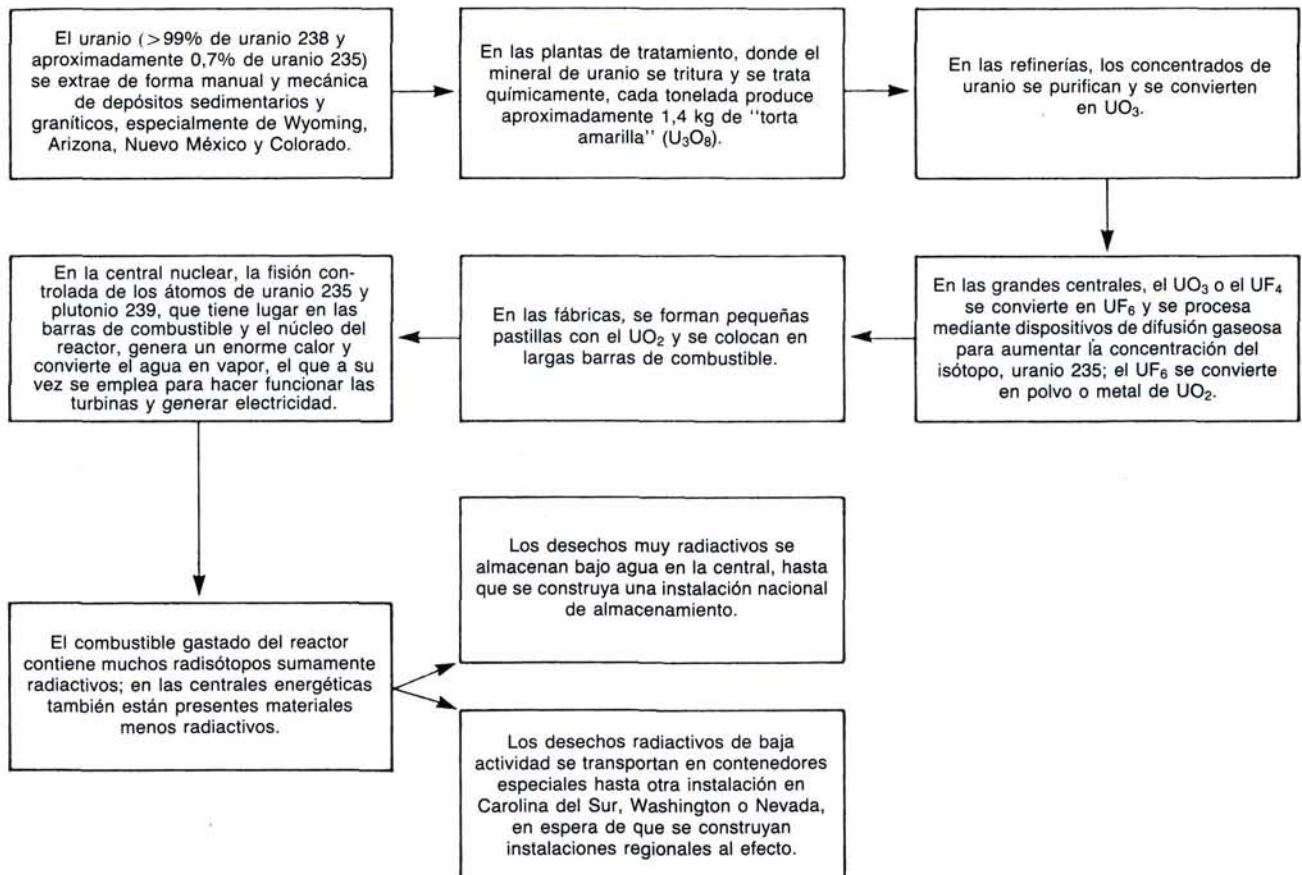 El uranio (>99% de uranio 238 y
aproximadamente 0,7% de uranio 235)
se extrae de forma manual y mecánica
de depósitos sedimentarios y
graníticos, especialmente de Wyoming,
Arizona, Nuevo México y Colorado.
En las plantas de tratamiento, donde el
mineral de uranio se tritura y se trata
químicamente, cada tonelada produce
aproximadamente 1,4 kg de "torta
amarilla" (U₃O₈).
En las refinerías, los concentrados de
uranio se purifican y se convierten
en UO₃.
En las grandes centrales, el UO₃ o el UF₄
se convierte en UF₆ y se procesa
mediante dispositivos de difusión gaseosa
para aumentar la concentración del
isótopo, uranio 235; el UF₆ se convierte
en polvo o metal de UO₂.
En las fábricas, se forman pequeñas
pastillas con el UO₂ y se colocan en
largas barras de combustible.
En la central nuclear, la fisión con-
trolada de los átomos de uranio 235 y
plutonio 239, que tiene lugar en las
barras de combustible y el núcleo del
reactor, genera un enorme calor y
convierte el agua en vapor, el que a su
vez se emplea para hacer funcionar las
turbinas y generar electricidad.
El combustible gastado del reactor
contiene muchos radisótopos sumamente
radiactivos; en las centrales energéticas
también están presentes materiales
menos radiactivos.
Los desechos muy radiactivos se
almacenan bajo agua en la central, hasta
que se construya una instalación nacional
de almacenamiento.
Los desechos radiactivos de baja
actividad se transportan en contenedores
especiales hasta otra instalación en
Carolina del Sur, Washington o Nevada,
en espera de que se construyan
instalaciones regionales al efecto.